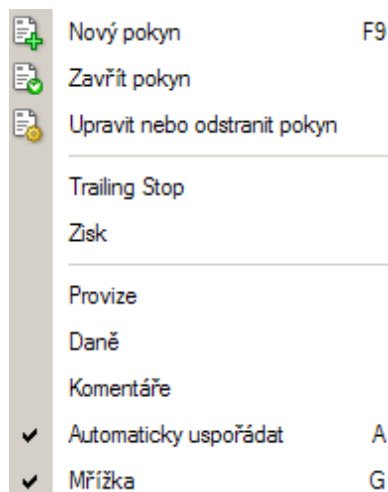 Nový pokyn F9
Zavřít pokyn
Upravit nebo odstranit pokyn
Trailing Stop
Zisk
Provize
Daně
Komentáře
Automaticky uspořádat A
Mřížka G